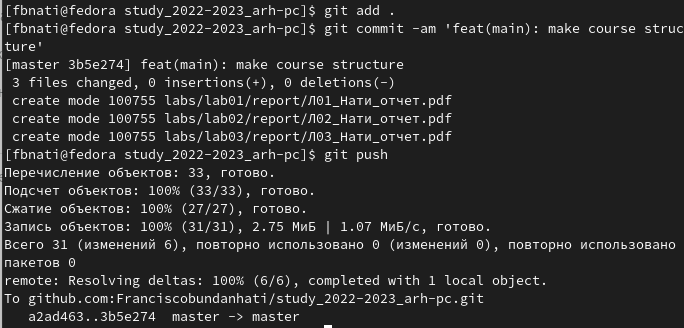 [fbnati@fedora study_2022-2023_arh-pc]$ git add .
[fbnati@fedora study_2022-2023_arh-pc]$ git commit -am 'feat(main): make course struc
ture'
[master 3b5e274] feat(main): make course structure
 3 files changed, 0 insertions(+), 0 deletions(-)
 create mode 100755 labs/lab01/report/Л01_Нати_отчет.pdf
 create mode 100755 labs/lab02/report/Л02_Нати_отчет.pdf
 create mode 100755 labs/lab03/report/Л03_Нати_отчет.pdf
[fbnati@fedora study_2022-2023_arh-pc]$ git push
Перечисление объектов: 33, готово.
Подсчет объектов: 100% (33/33), готово.
Сжатие объектов: 100% (27/27), готово.
Запись объектов: 100% (31/31), 2.75 МиБ | 1.07 МиБ/с, готово.
Всего 31 (изменений 6), повторно использовано 0 (изменений 0), повторно использовано
пакетов 0
remote: Resolving deltas: 100% (6/6), completed with 1 local object.
To github.com:Franciscobundanhati/study_2022-2023_arh-pc.git
   a2ad463..3b5e274  master -> master